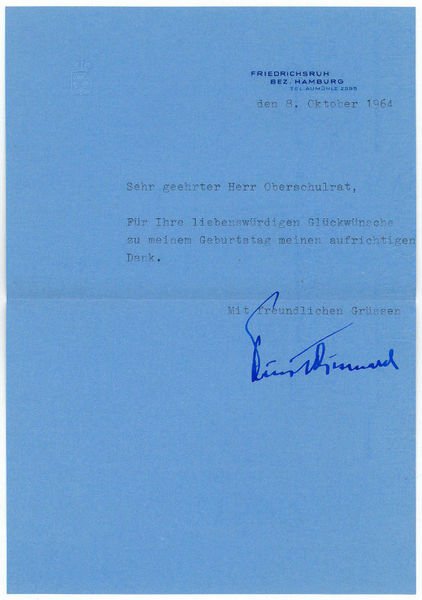 FRIEDRICHSRUH
BEZ. HAMBURG
TEL. AUMÜHLE 2595
den 8. Oktober 1964
Sehr geehrter Herr Oberschulrat,
Für Ihre liebenswürdigen Glückwünsche
zu meinem Geburtstag meinen aufrichtigen
Dank.
Mit freundlichen Grüssen